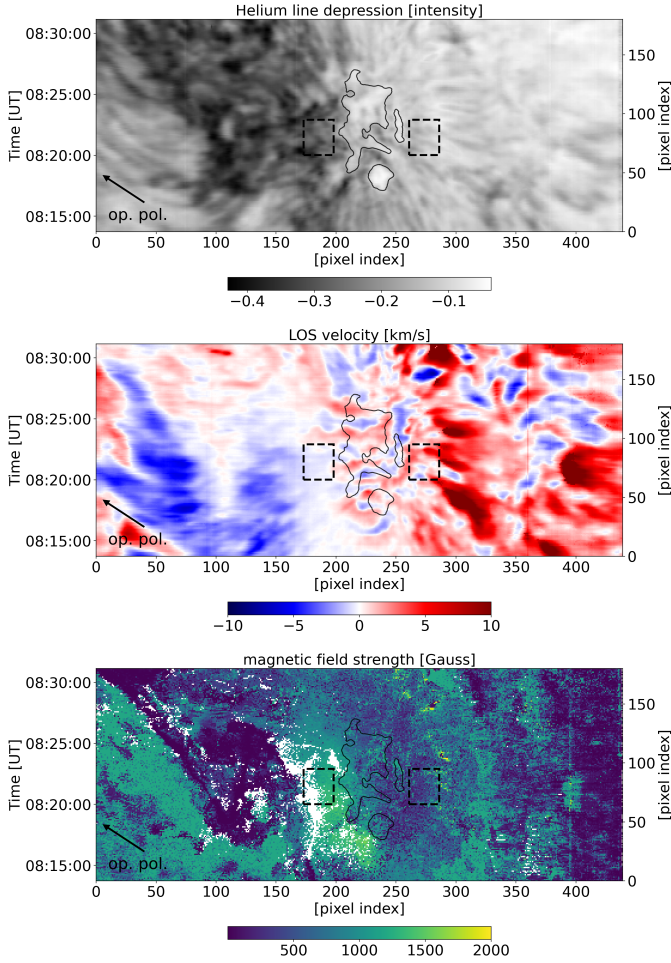 Helium line depression [intensity]
08:30:00
08:25:00
08:20:00
08:15:00
Time [UT]
150
100
50
0
[pixel index]
op. pol.
0 50 100 150 200 250 300 350 400
[pixel index]
−0.4 −0.3 −0.2 −0.1
LOS velocity [km/s]
08:30:00
08:25:00
08:20:00
08:15:00
Time [UT]
150
100
50
0
[pixel index]
op. pol.
0 50 100 150 200 250 300 350 400
[pixel index]
−10 −5 0 5 10
magnetic field strength [Gauss]
08:30:00
08:25:00
08:20:00
08:15:00
Time [UT]
150
100
50
0
[pixel index]
op. pol.
0 50 100 150 200 250 300 350 400
[pixel index]
500 1000 1500 2000